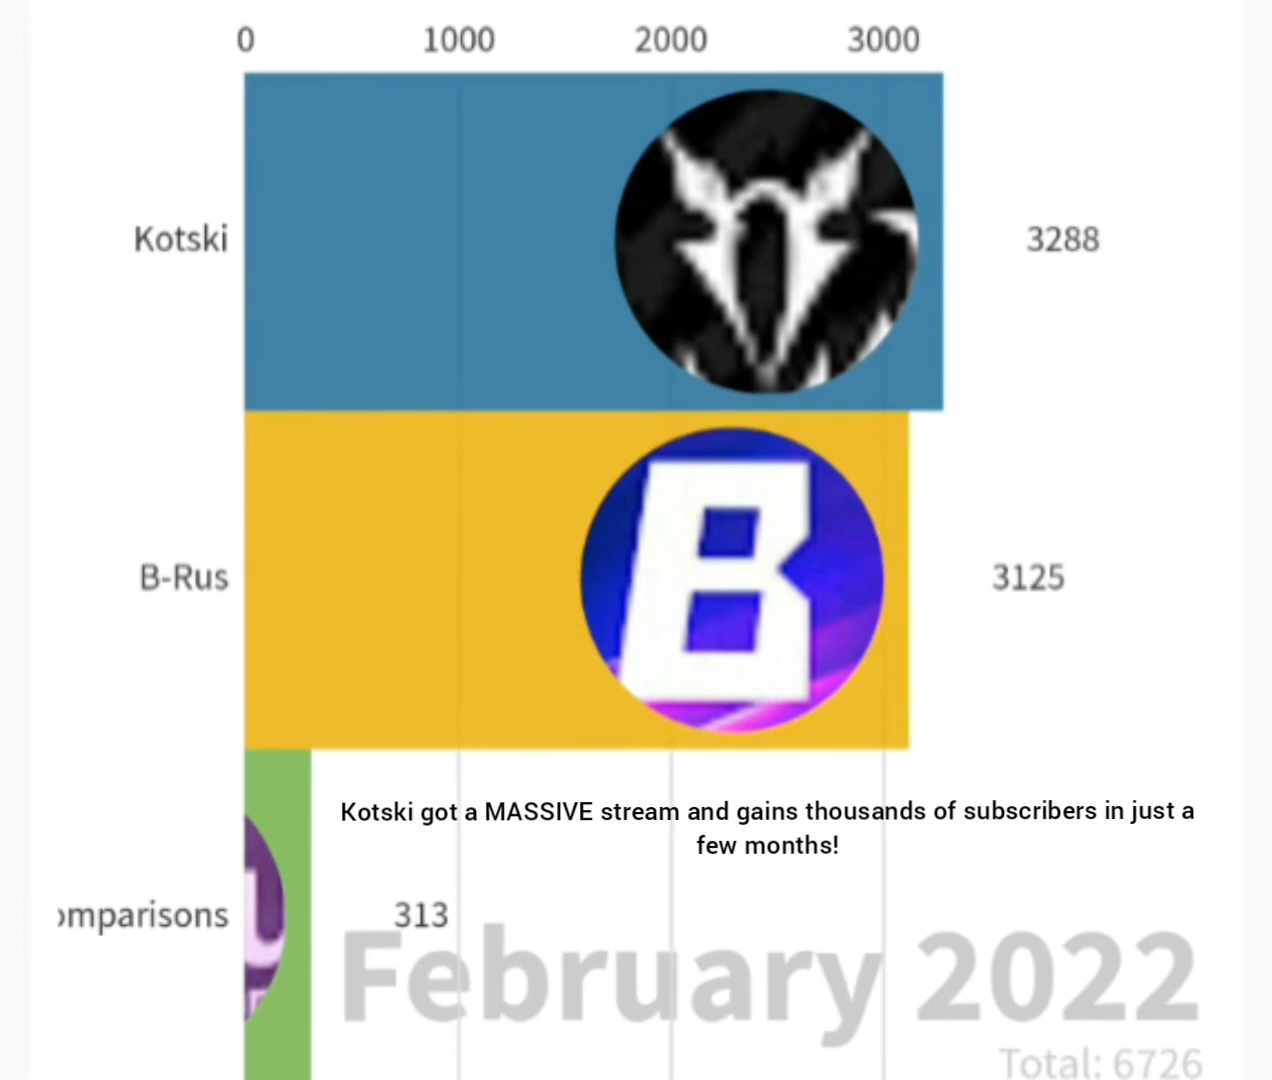 0 1000 2000 3000
Kotski 3288
B
B-Rus 3125
Kotski got a MASSIVE stream and gains thousands of subscribers in just a
few months!
omparisons 313
February 2022
Total: 6726